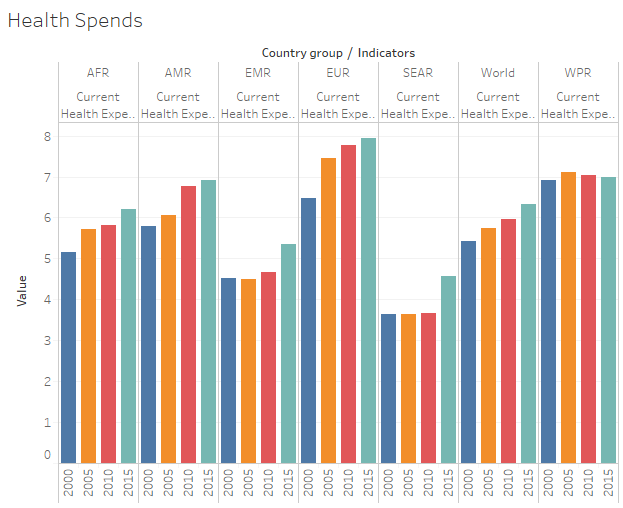 Health Spends
Country group / Indicators
AFR AMR EMR EUR SEAR World WPR
Current Current Current Current Current Current Current
Health Expe.. Health Expe.. Health Expe.. Health Expe.. Health Expe.. Health Expe.. Health Expe..
8
7
6
5
4
3
2
1
0
Value
2000 2005 2010 2015 2000 2005 2010 2015 2000 2005 2010 2015 2000 2005 2010 2015 2000 2005 2010 2015 2000 2005 2010 2015 2000 2005 2010 2015